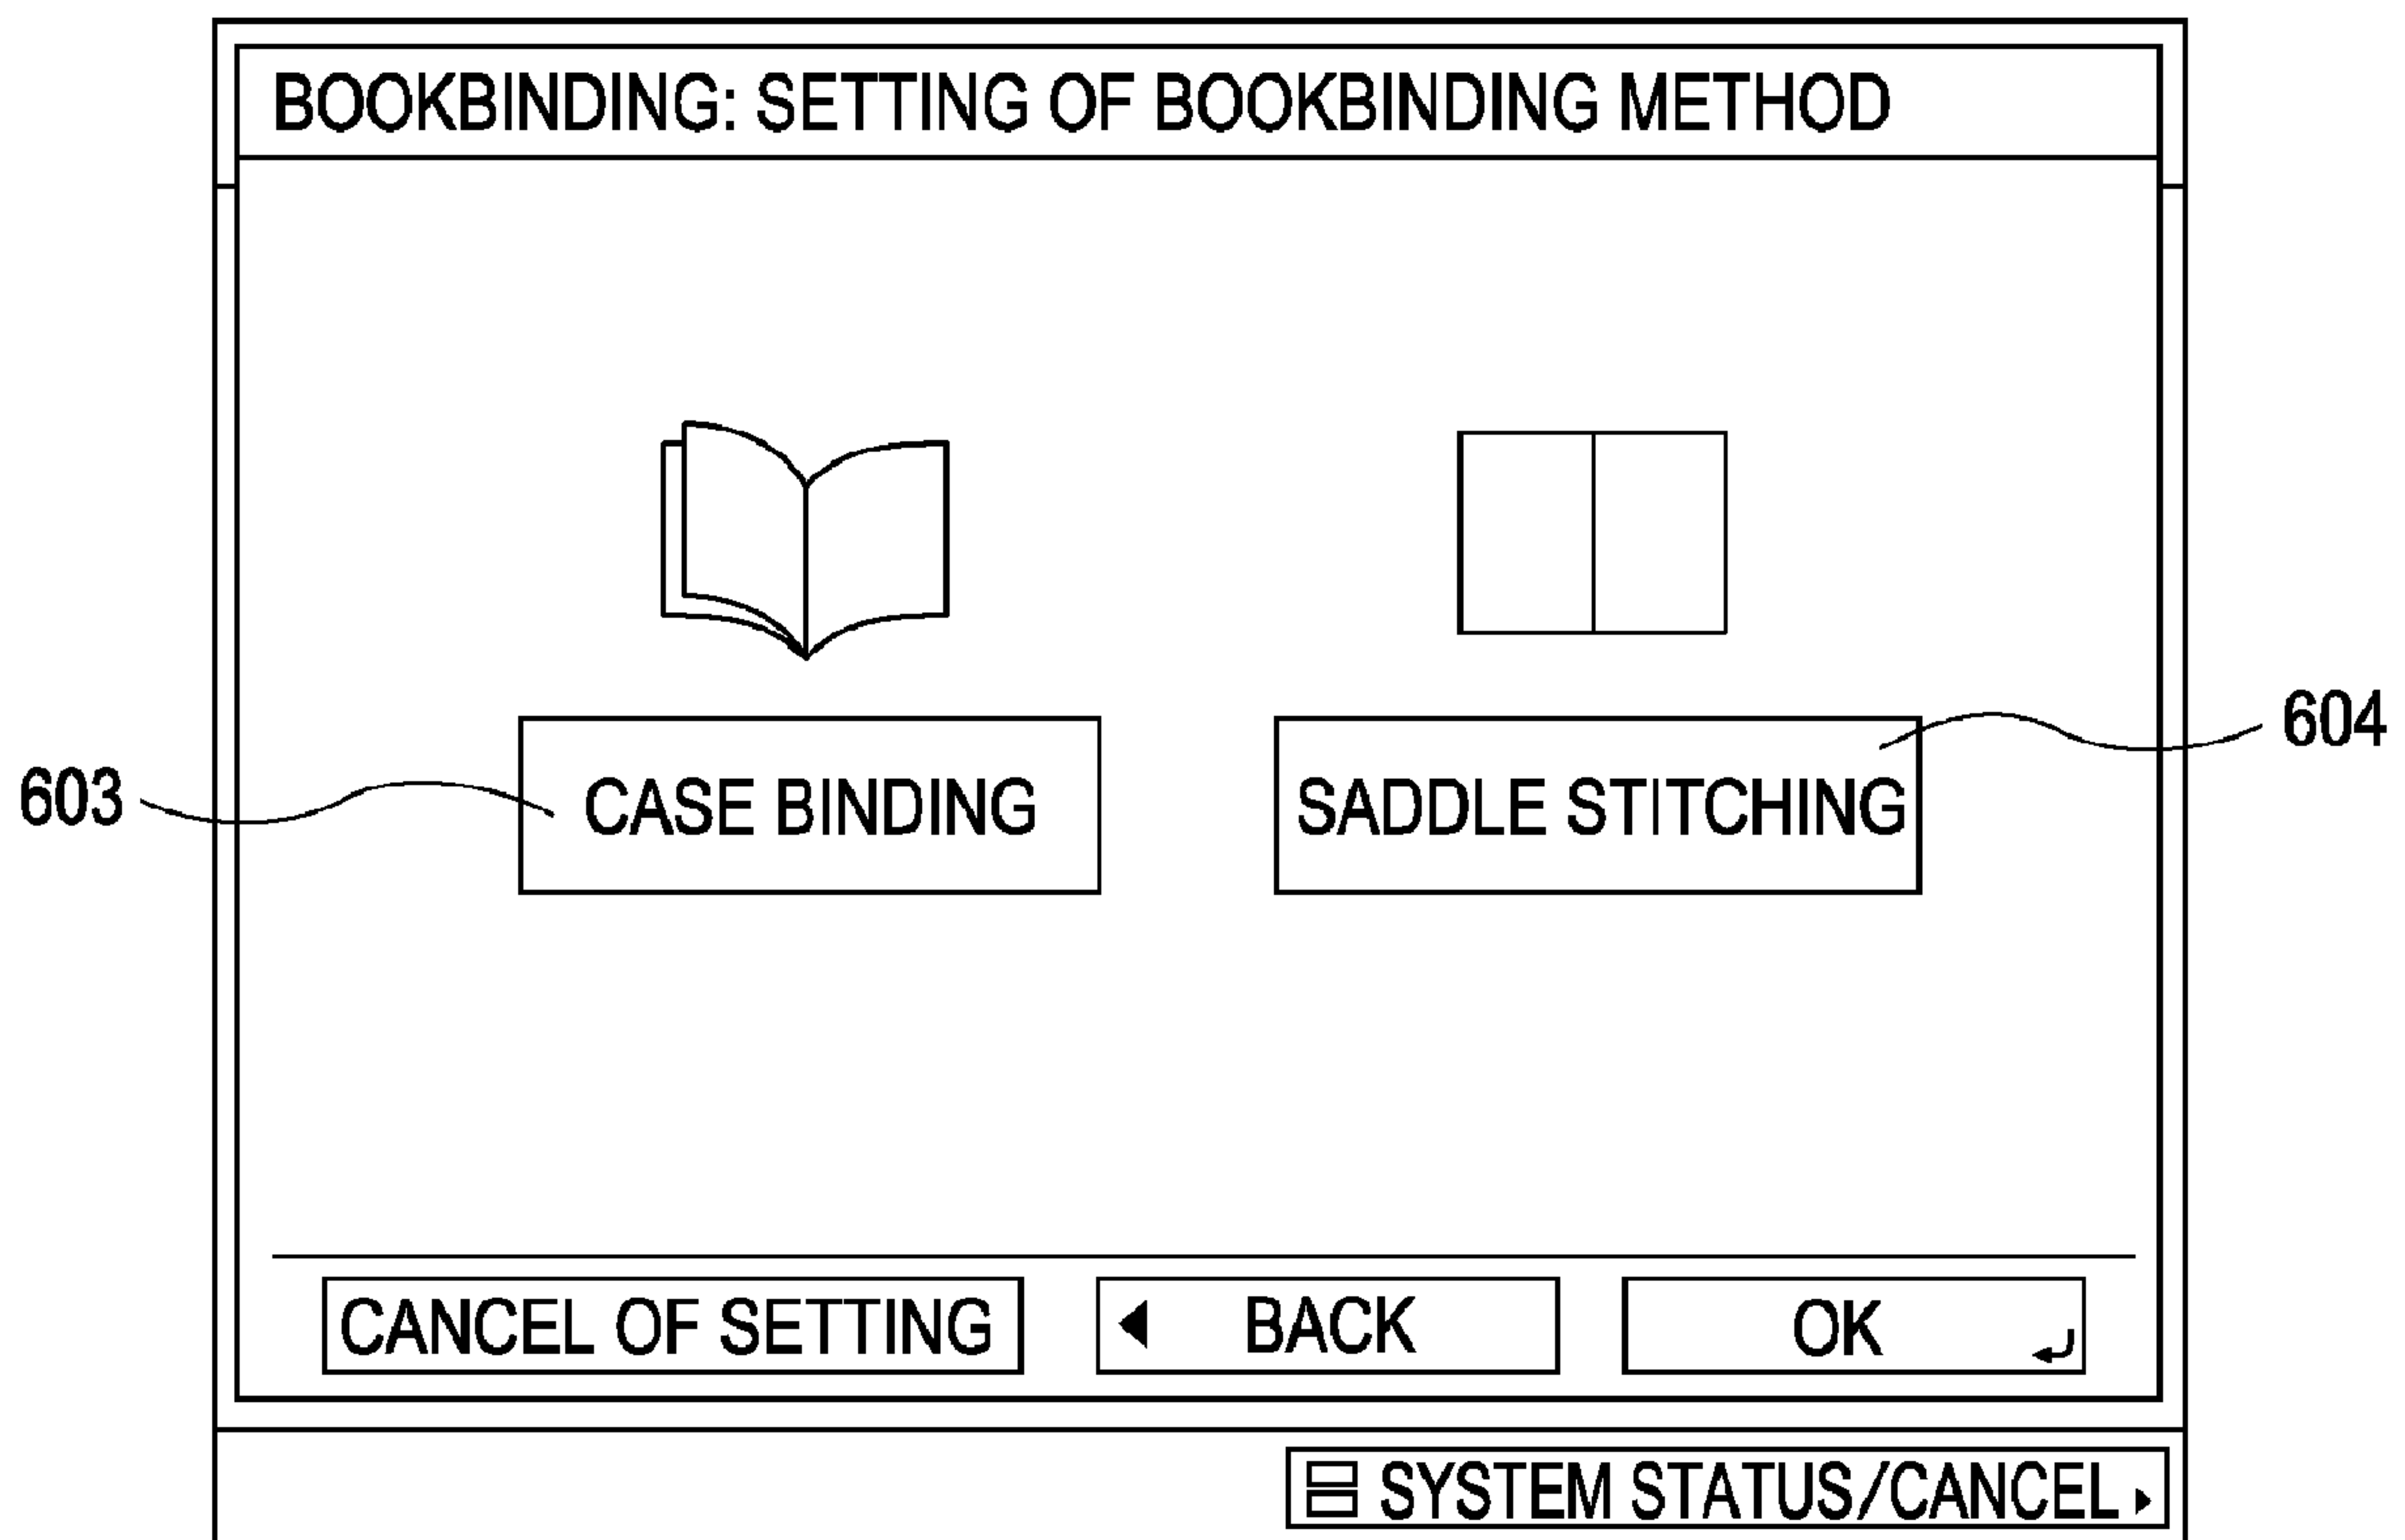 BOOKBINDING: SETTING OF BOOKBINDING METHOD
604
603
CASE BINDING
SADDLE STITCHING
CANCEL OF SETTING
BACK
OK
SYSTEM STATUS/CANCEL